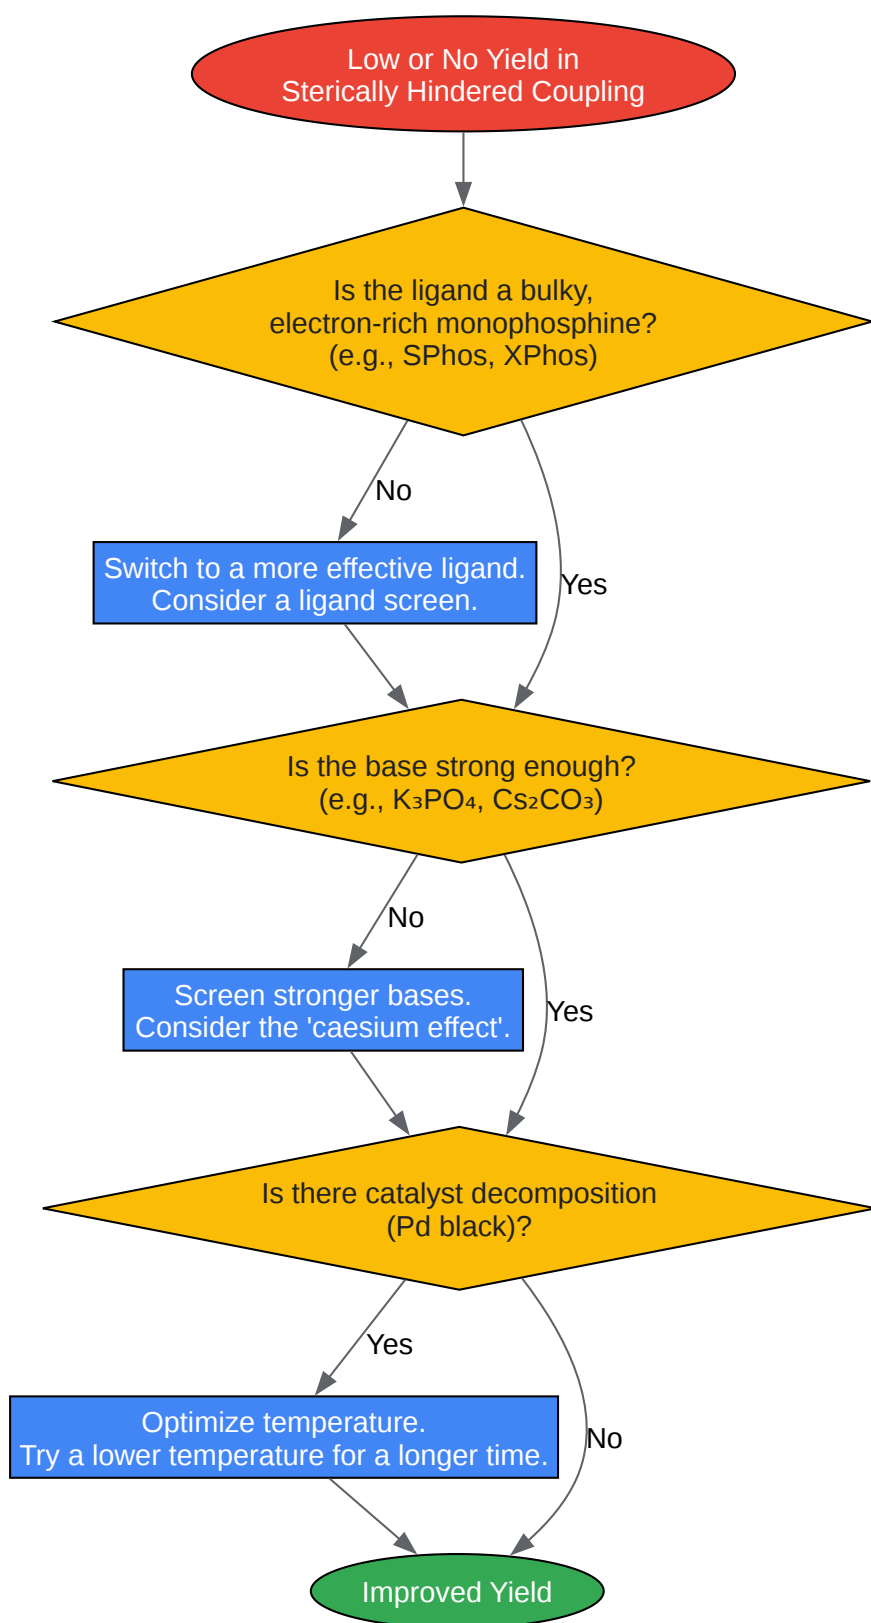 Low or No Yield in
Sterically Hindered Coupling
Is the ligand a bulky,
electron-rich monophosphine?
(e.g., SPhos, XPhos)
No
Switch to a more effective ligand.
Consider a ligand screen.
Yes
Is the base strong enough?
(e.g., K₃PO₄, Cs₂CO₃)
No
Screen stronger bases.
Consider the 'caesium effect'.
Yes
Is there catalyst decomposition
(Pd black)?
Yes
Optimize temperature.
Try a lower temperature for a longer time.
No
Improved Yield